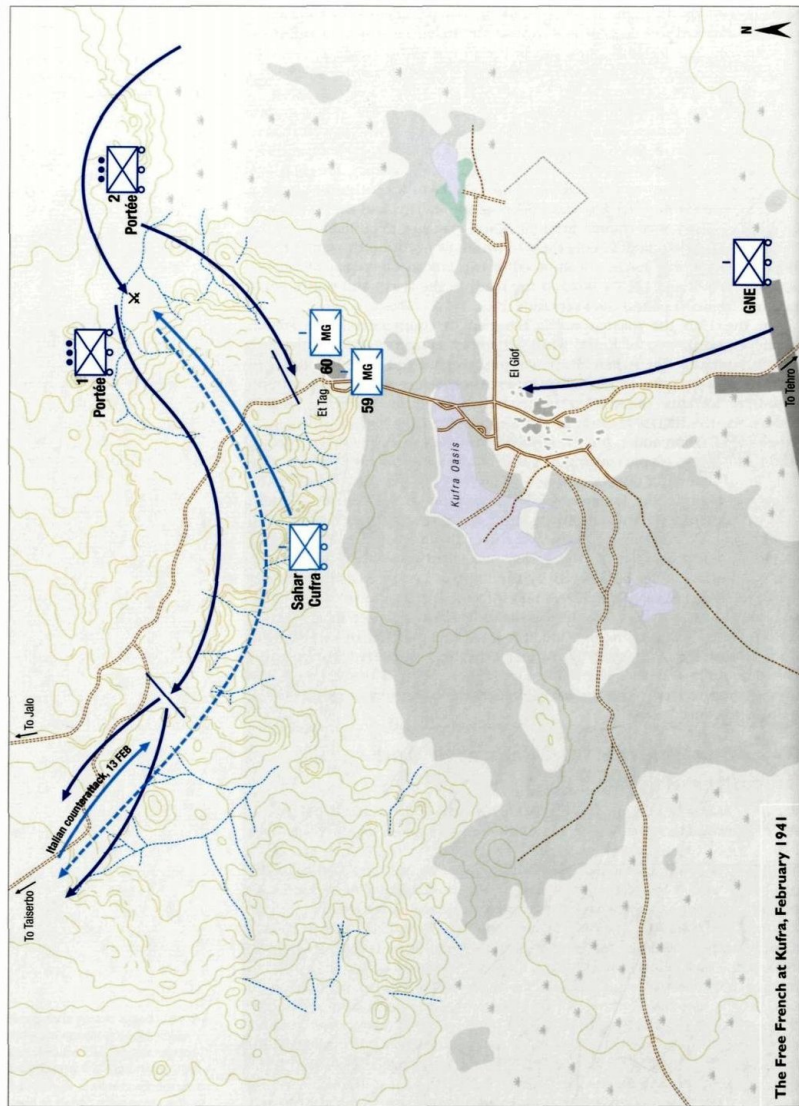 N
2
Portée
1
Portée
GNE
MG
60
MG
59
Et Tag
El Giof
To Tehro
Kufra Oasis
Sahar
Cufra
To Jalo
Italian counterattack, 13 FEB
To Taiserbo
The Free French at Kufra, February 1941